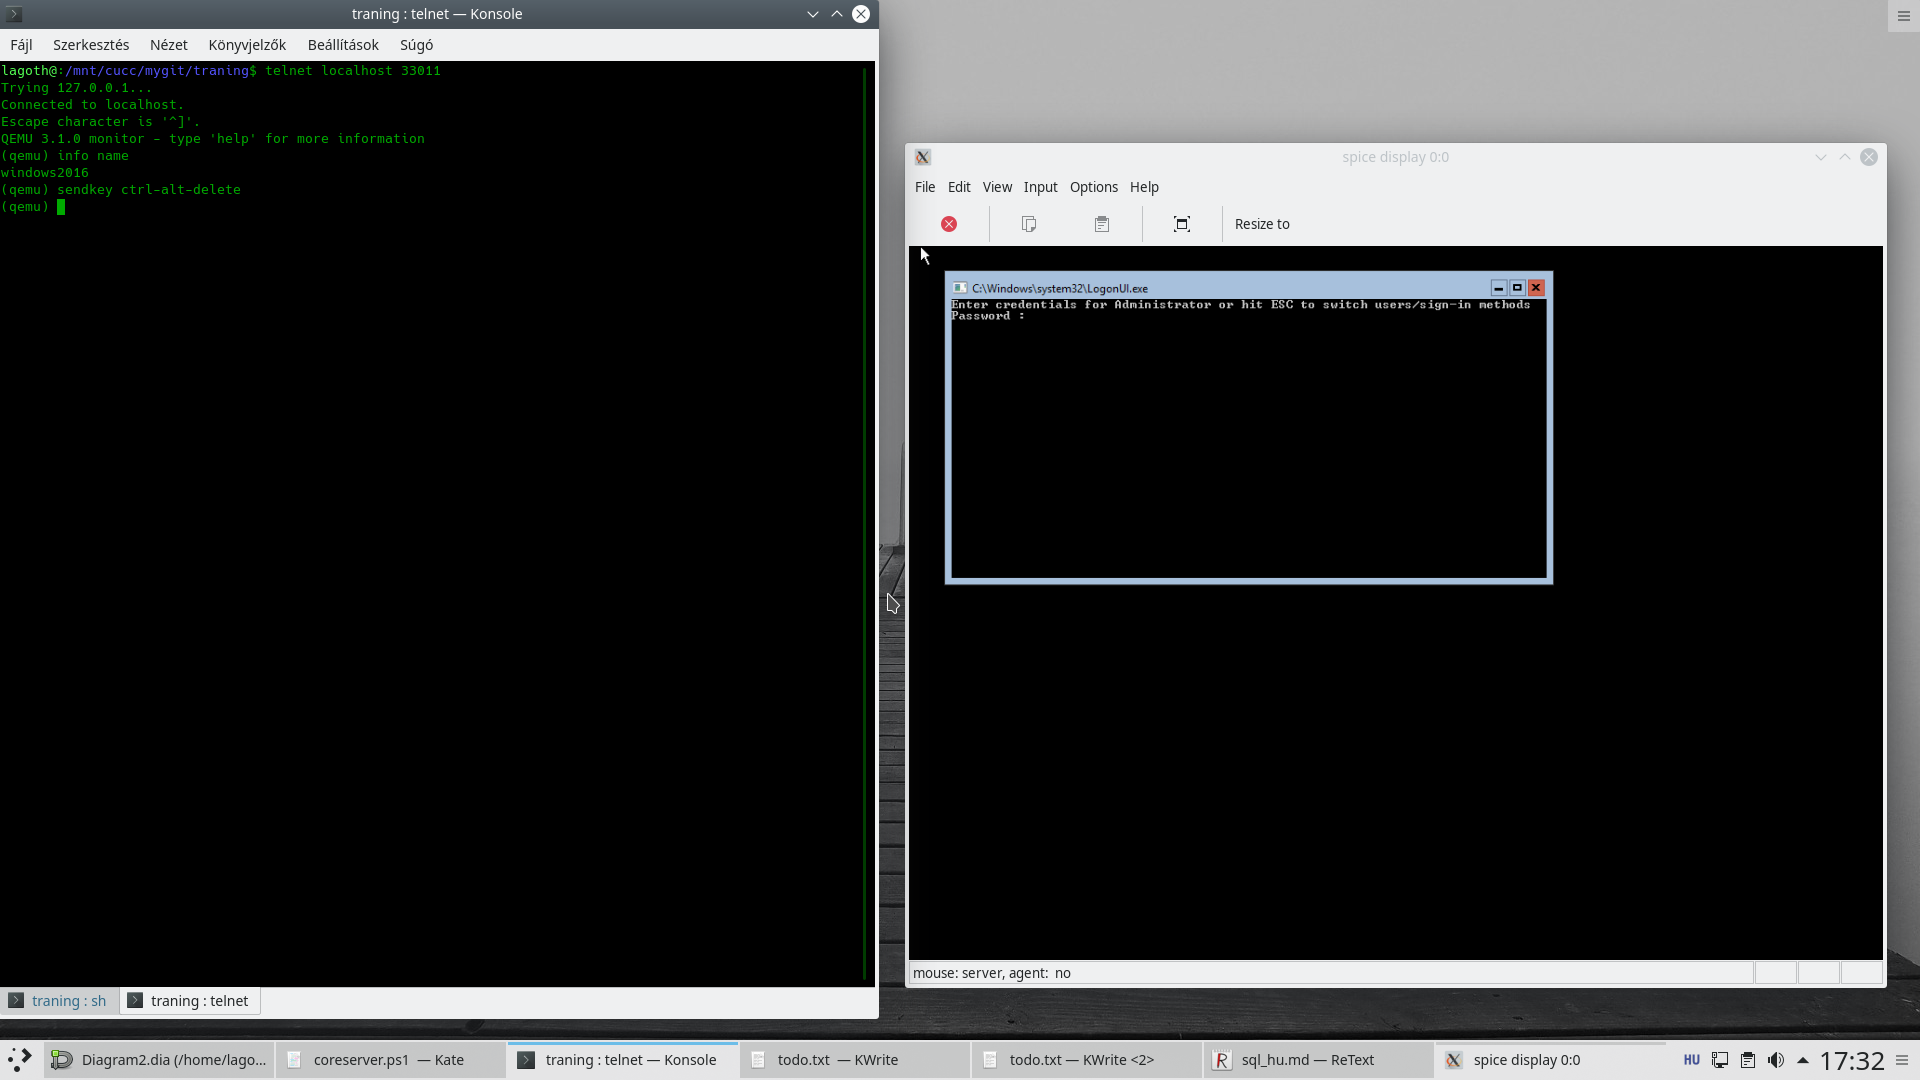 traning : telnet — Konsole
Fájl Szerkesztés Nézet Könyvjelzők Beállítások Súgó
lagoth@:/mnt/cucc/mygit/traning$ telnet localhost 33011
Trying 127.0.0.1...
Connected to localhost.
Escape character is '^]'.
QEMU 3.1.0 monitor - type 'help' for more information
(qemu) info name
windows2016
(qemu) sendkey ctrl-alt-delete
(qemu)
traning : sh traning : telnet
spice display 0:0
File Edit View Input Options Help
Resize to
C:\Windows\system32\LogonUI.exe
Enter credentials for Administrator or hit ESC to switch users/sign-in methods
Password :
mouse: server, agent: no
Diagram2.dia (/home/lago... coreserver.ps1 — Kate traning : telnet — Konsole todo.txt — KWrite todo.txt — KWrite <2> sql_hu.md — ReText spice display 0:0 HU 17:32